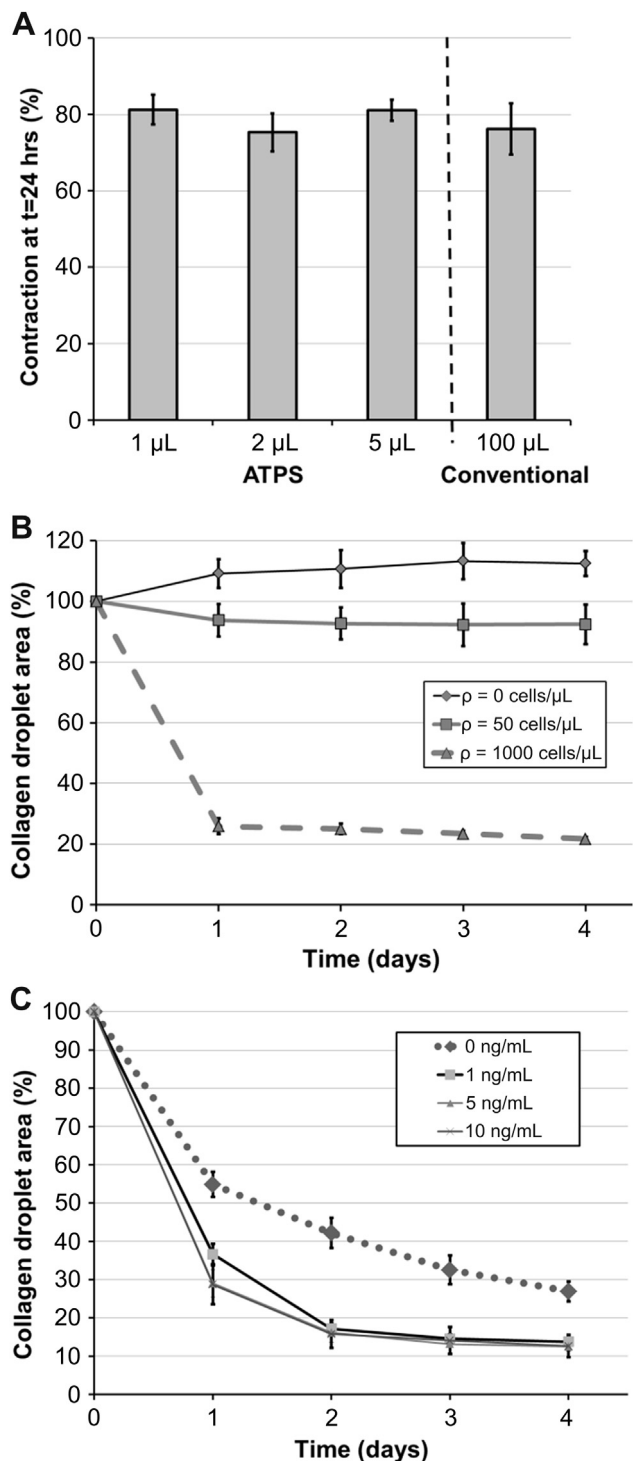 A
Contraction at t=24 hrs (%)
100
80
60
40
20
0
1 µL 2 µL 5 µL 100 µL
ATPS Conventional
B
Collagen droplet area (%)
120
100
80
60
40
20
0
ρ = 0 cells/µL
ρ = 50 cells/µL
ρ = 1000 cells/µL
0 1 2 3 4
Time (days)
C
Collagen droplet area (%)
100
90
80
70
60
50
40
30
20
10
0
0 ng/mL
1 ng/mL
5 ng/mL
10 ng/mL
0 1 2 3 4
Time (days)